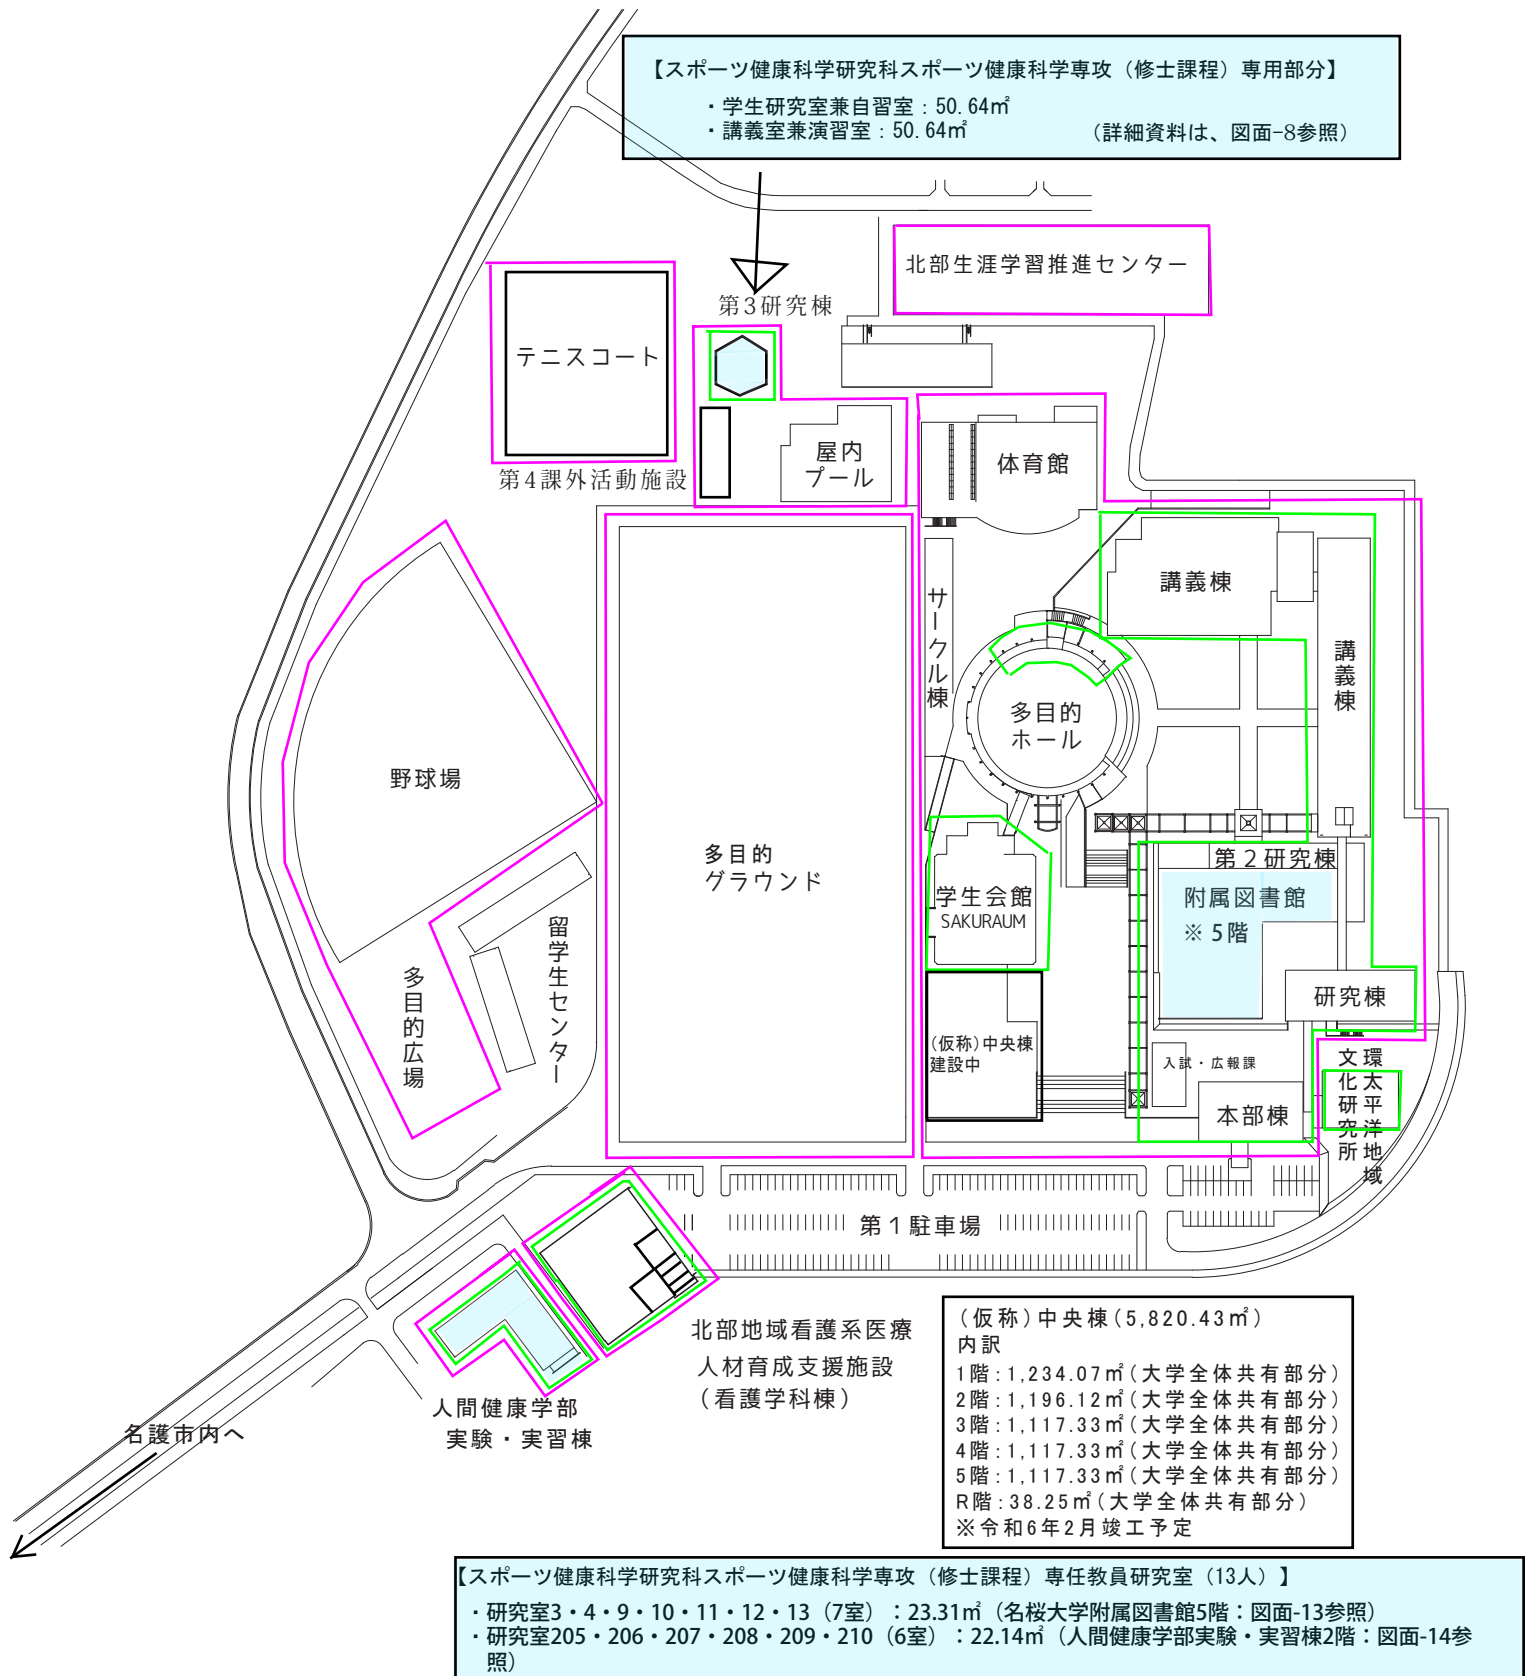 【スポーツ健康科学研究科スポーツ健康科学専攻（修士課程）専用部分】
・学生研究室兼自習室：50.64㎡
・講義室兼演習室：50.64㎡　（詳細資料は、図面-8参照）
北部生涯学習推進センター
第3研究棟
テニスコート
屋内
プール
体育館
第4課外活動施設
講義棟
サークル棟
講義棟
多目的
ホール
野球場
多目的
グラウンド
第２研究棟
附属図書館
※ 5階
学生会館
SAKURAUM
留学生センター
多目的広場
研究棟
(仮称)中央棟
建設中
入試・広報課
環太平洋地域
文化研究所
本部棟
第１駐車場
北部地域看護系医療
人材育成支援施設
（看護学科棟）
人間健康学部
実験・実習棟
名護市内へ
(仮称)中央棟(5,820.43㎡)
内訳
1階:1,234.07㎡(大学全体共有部分)
2階:1,196.12㎡(大学全体共有部分)
3階:1,117.33㎡(大学全体共有部分)
4階:1,117.33㎡(大学全体共有部分)
5階:1,117.33㎡(大学全体共有部分)
R階:38.25㎡(大学全体共有部分)
※令和6年2月竣工予定
【スポーツ健康科学研究科スポーツ健康科学専攻（修士課程）専任教員研究室（13人）】
・研究室3・4・9・10・11・12・13（7室）：23.31㎡（名桜大学附属図書館5階：図面-13参照）
・研究室205・206・207・208・209・210（6室）：22.14㎡（人間健康学部実験・実習棟2階：図面-14参
照）